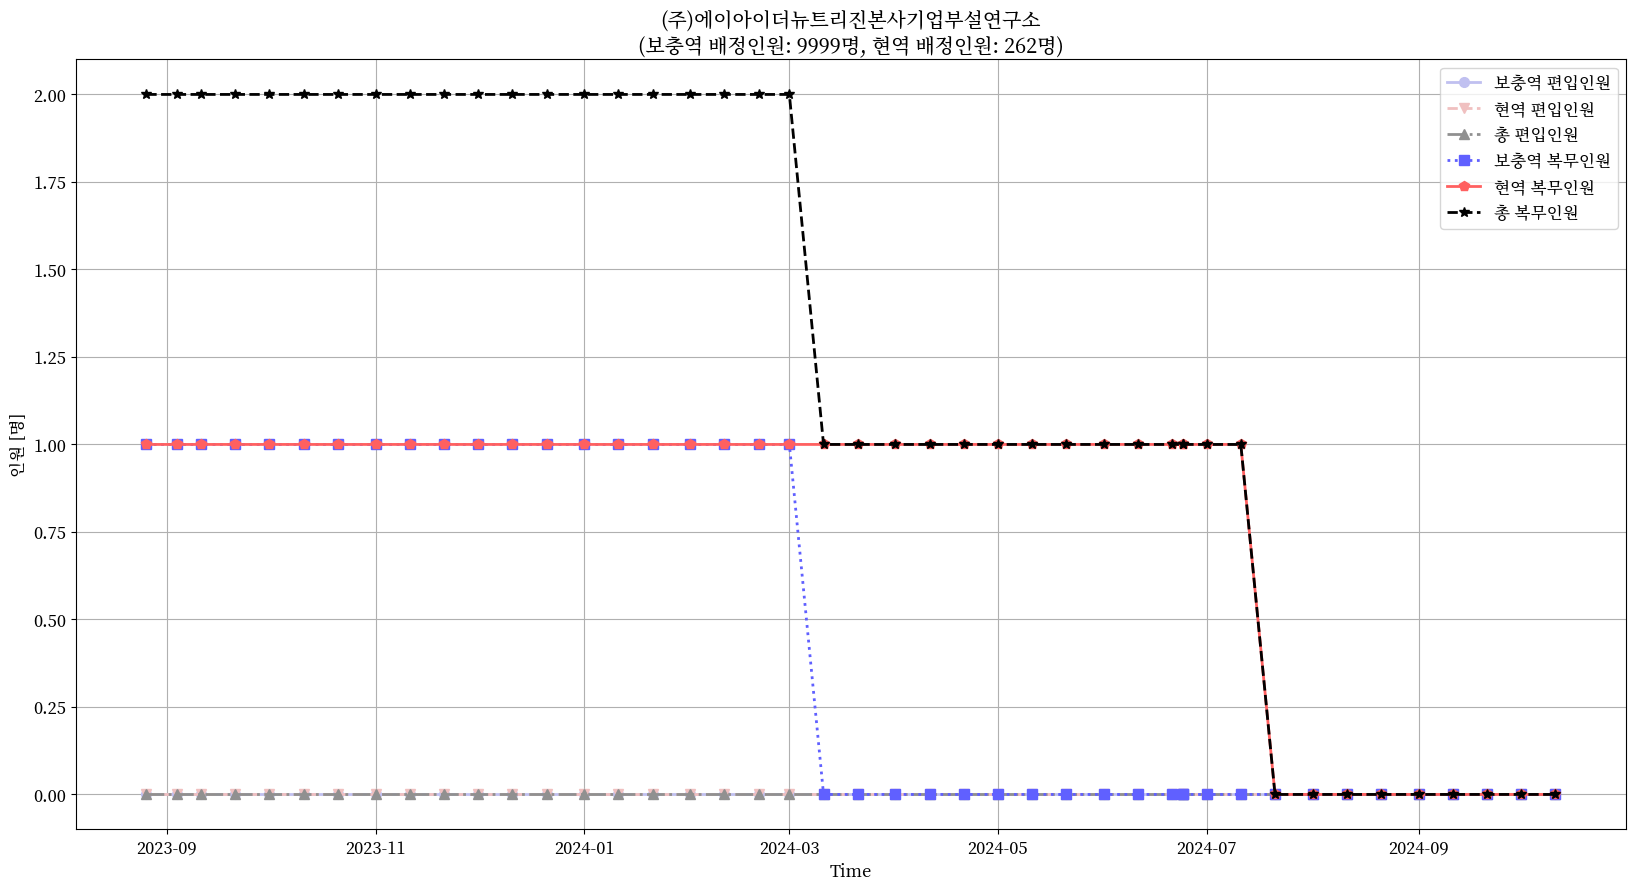 (주)에이아이더뉴트리진본사기업부설연구소
(보충역 배정인원: 9999명, 현역 배정인원: 262명)
보충역 편입인원
현역 편입인원
총 편입인원
보충역 복무인원
현역 복무인원
총 복무인원
인원 [명]
2.00
1.75
1.50
1.25
1.00
0.75
0.50
0.25
0.00
2023-09
2023-11
2024-01
2024-03
2024-05
2024-07
2024-09
Time